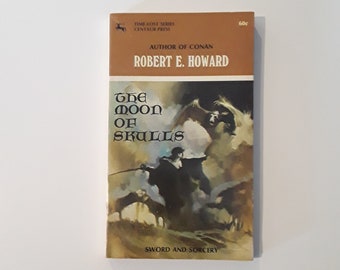 TIME-LOST SERIES
CENTAUR PRESS
60¢
AUTHOR OF CONAN
ROBERT E. HOWARD
THE
MOON
OF
SKULLS
SWORD AND SORCERY